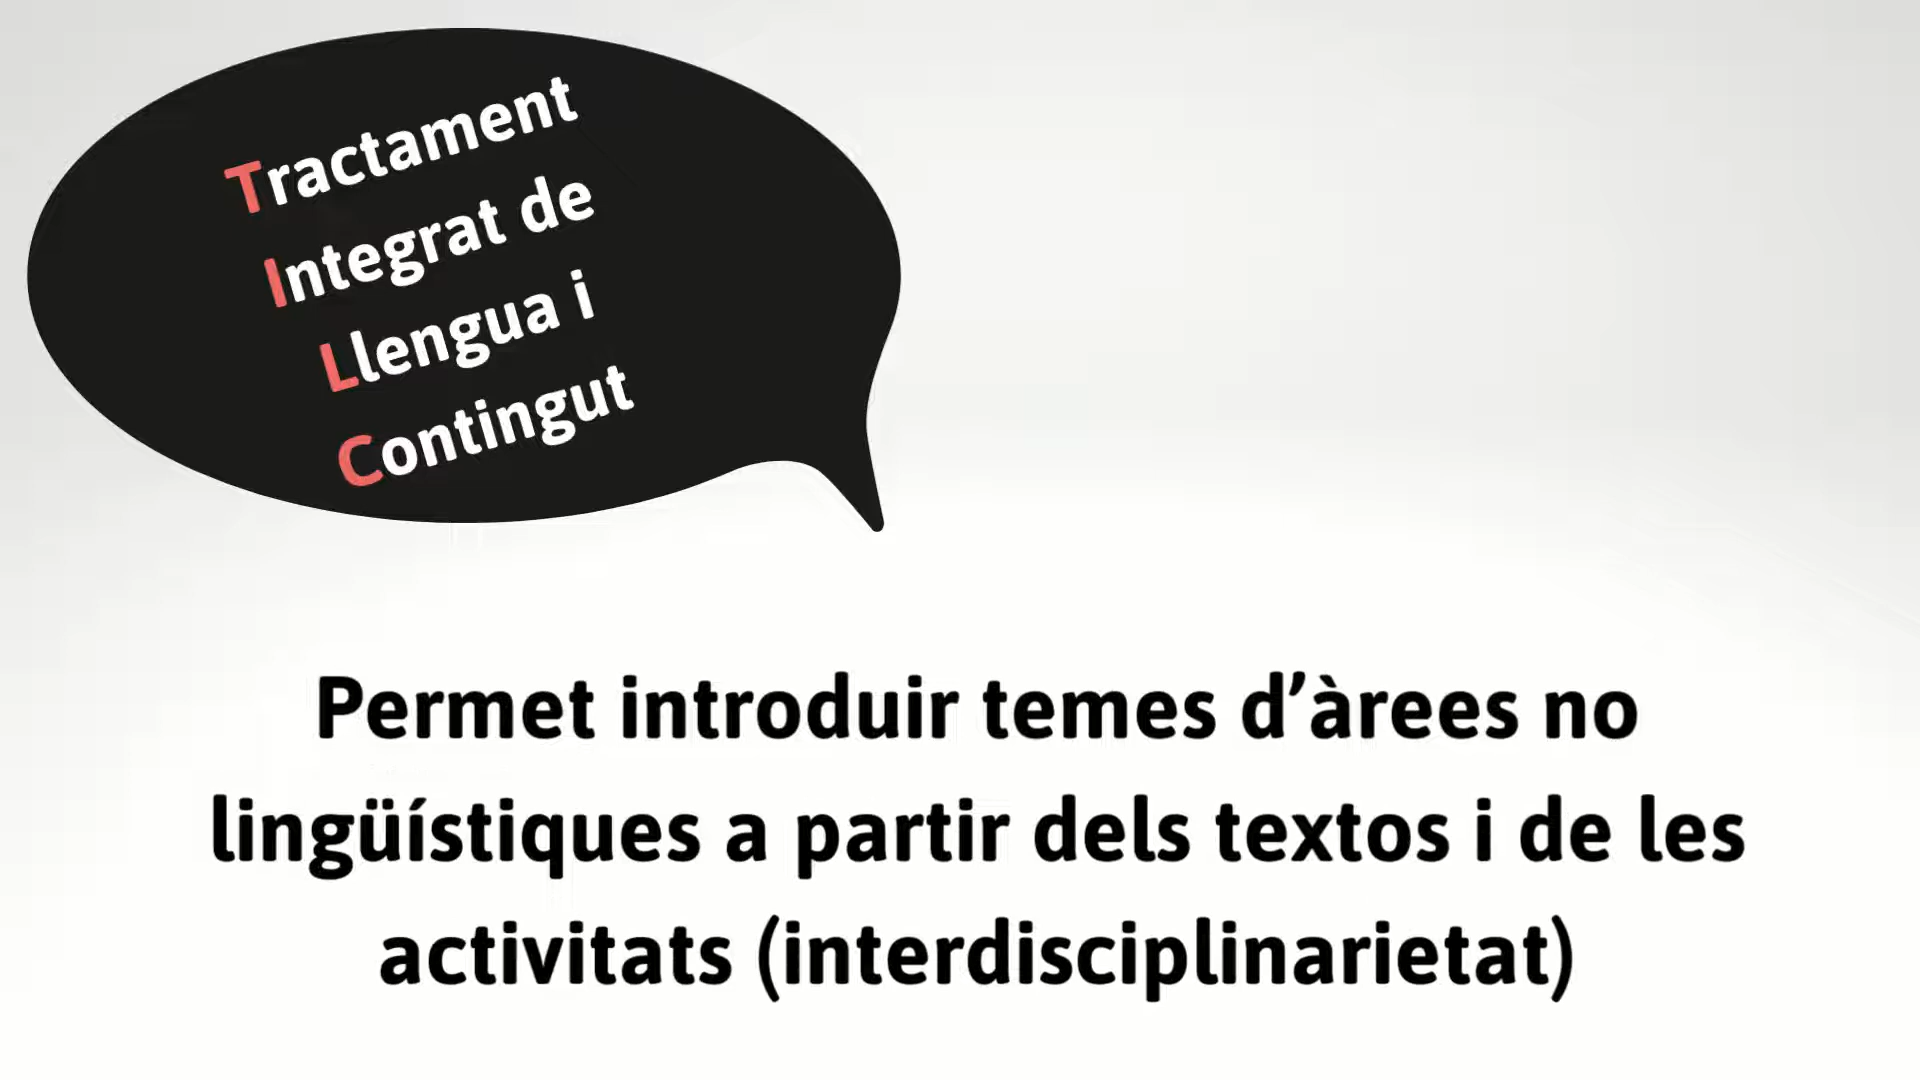 Tractament
Integrat de
Llengua i
Contingut
Permet introduir temes d’àrees no
lingüístiques a partir dels textos i de les
activitats (interdisciplinarietat)